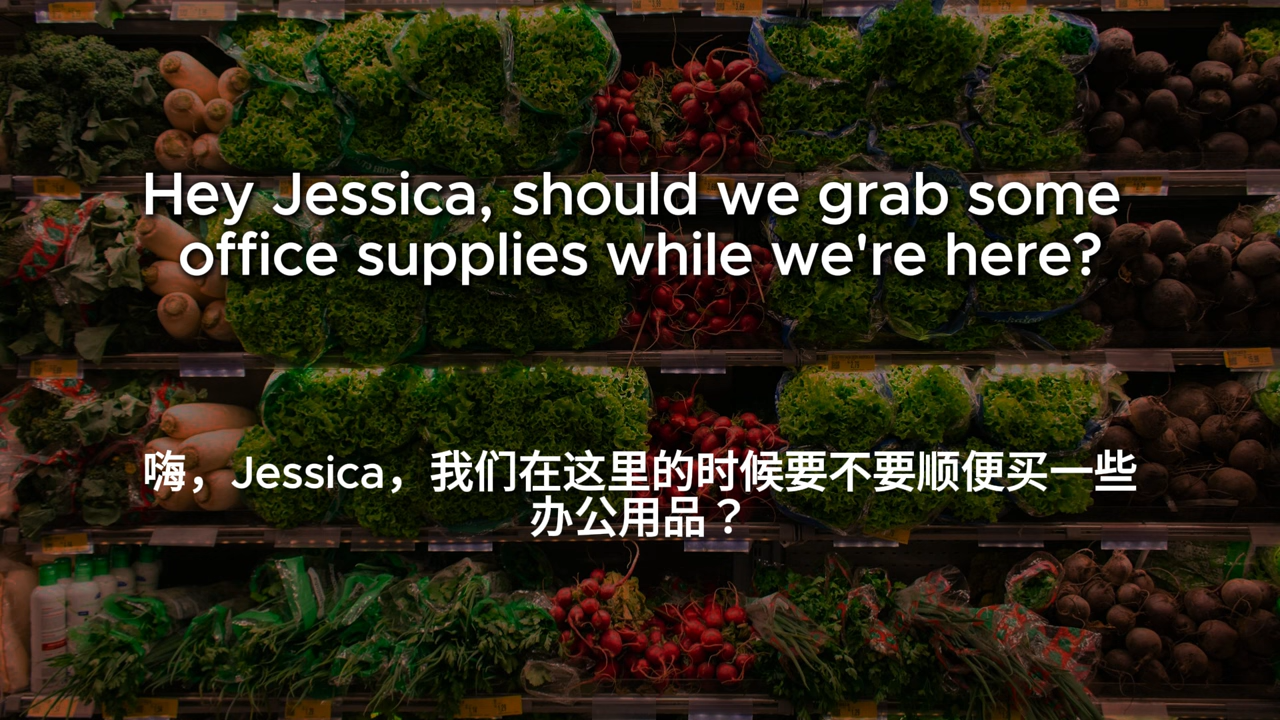 Hey Jessica, should we grab some
office supplies while we're here?
嗨，Jessica，我们在这里的时候要不要顺便买一些
办公用品？